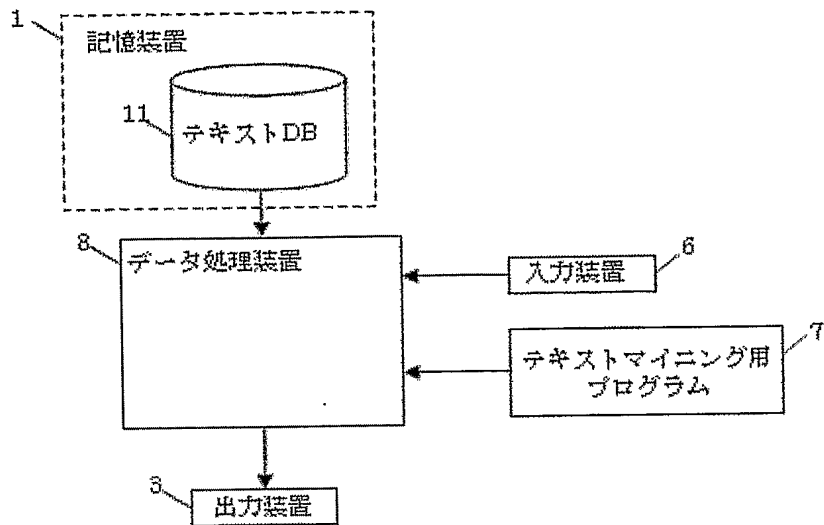 1
記憶装置
11
テキストDB
8
データ処理装置
6
入力装置
7
テキストマイニング用
プログラム
3
出力装置